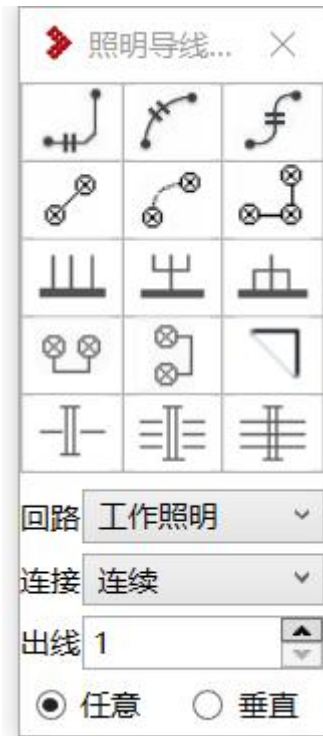 照明导线...
回路 工作照明
连接 连续
出线 1
任意 垂直